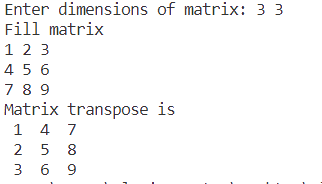 Enter dimensions of matrix: 3 3
Fill matrix
1 2 3
4 5 6
7 8 9
Matrix transpose is
1 4 7
2 5 8
3 6 9